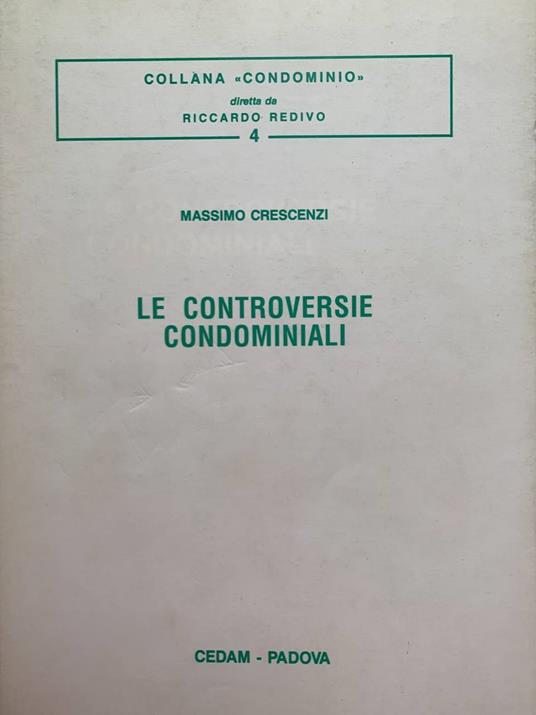 COLLANA «CONDOMINIO»
diretta da
RICCARDO REDIVO
4
MASSIMO CRESCENZI
LE CONTROVERSIE
CONDOMINIALI
CEDAM - PADOVA